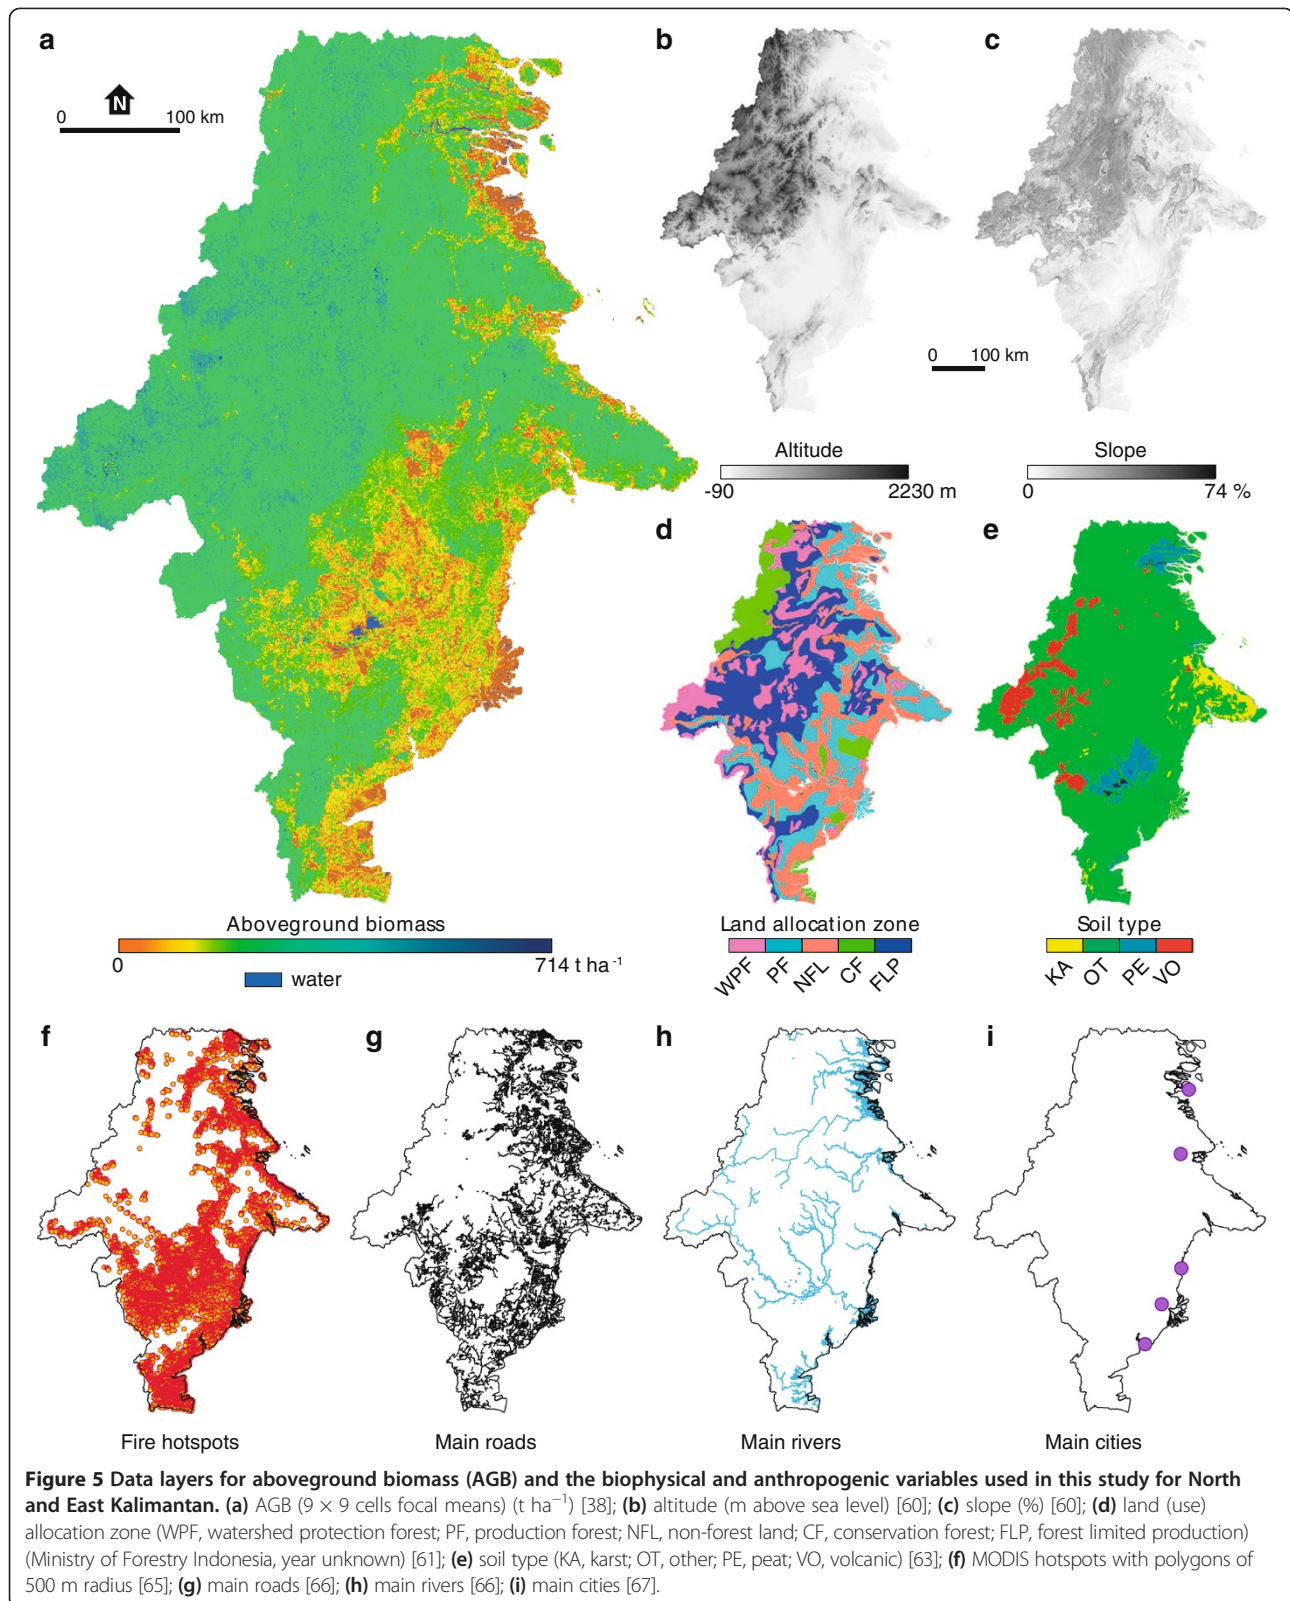 a
b
c
N
0 100 km
0 100 km
Altitude
-90 2230 m
Slope
0 74 %
d
e
Aboveground biomass
0 714 t ha⁻¹
water
Land allocation zone
WPF PF NFL CF FLP
Soil type
KA OT PE VO
f
g
h
i
Fire hotspots
Main roads
Main rivers
Main cities
Figure 5 Data layers for aboveground biomass (AGB) and the biophysical and anthropogenic variables used in this study for North
and East Kalimantan. (a) AGB (9 × 9 cells focal means) (t ha⁻¹) [38]; (b) altitude (m above sea level) [60]; (c) slope (%) [60]; (d) land (use)
allocation zone (WPF, watershed protection forest; PF, production forest; NFL, non-forest land; CF, conservation forest; FLP, forest limited production)
(Ministry of Forestry Indonesia, year unknown) [61]; (e) soil type (KA, karst; OT, other; PE, peat; VO, volcanic) [63]; (f) MODIS hotspots with polygons of
500 m radius [65]; (g) main roads [66]; (h) main rivers [66]; (i) main cities [67].